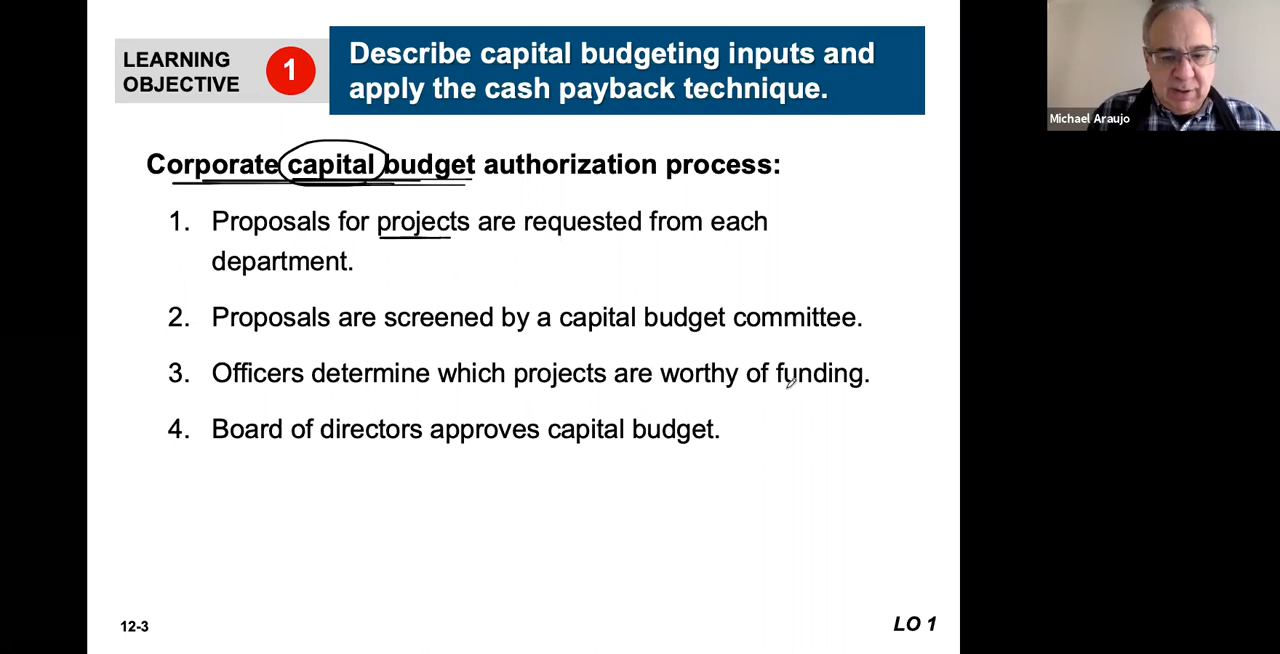 LEARNING
OBJECTIVE
1
Describe capital budgeting inputs and
apply the cash payback technique.
Michael Araujo
Corporate capital budget authorization process:
1. Proposals for projects are requested from each
department.
2. Proposals are screened by a capital budget committee.
3. Officers determine which projects are worthy of funding.
4. Board of directors approves capital budget.
12-3
LO 1